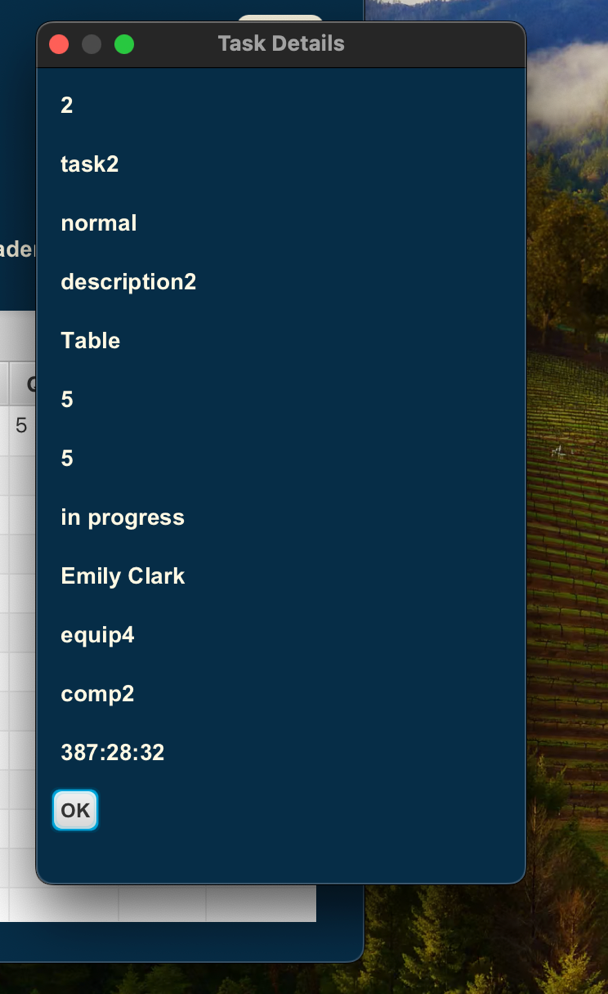 Task Details
2
task2
normal
description2
Table
5
5
in progress
Emily Clark
equip4
comp2
387:28:32
OK
5